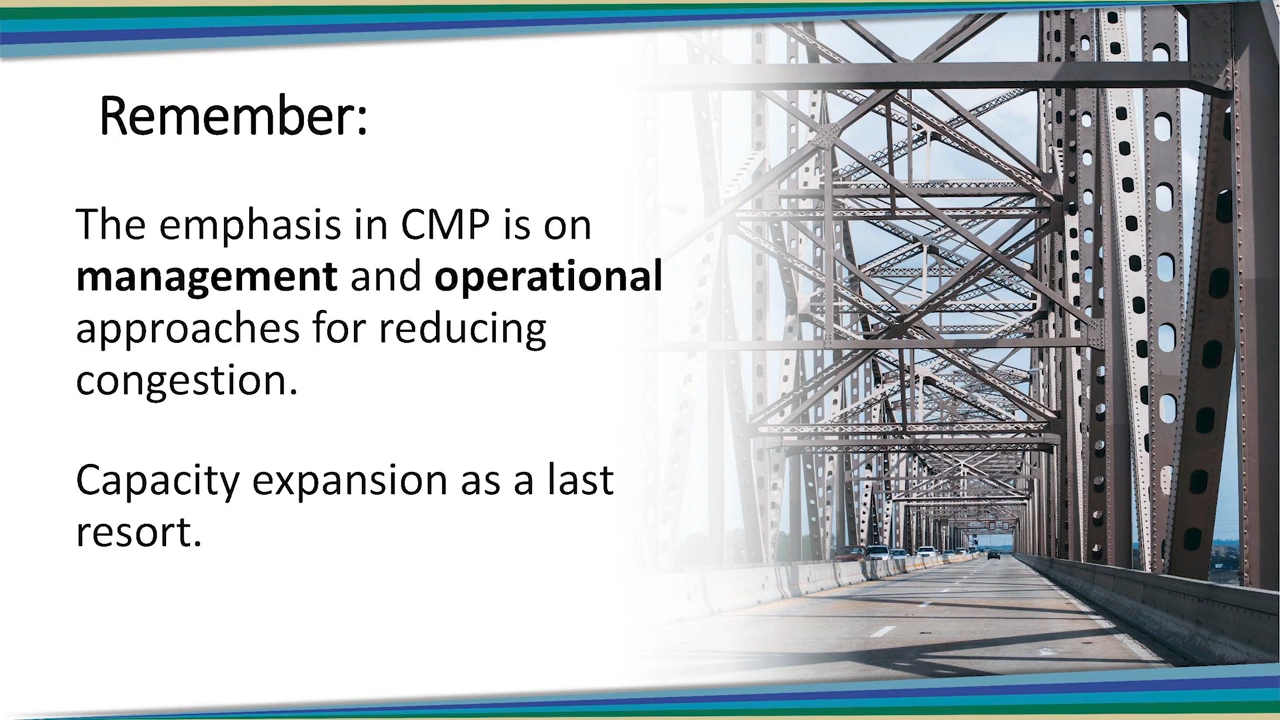 Remember:
The emphasis in CMP is on
management and operational
approaches for reducing
congestion.
Capacity expansion as a last
resort.